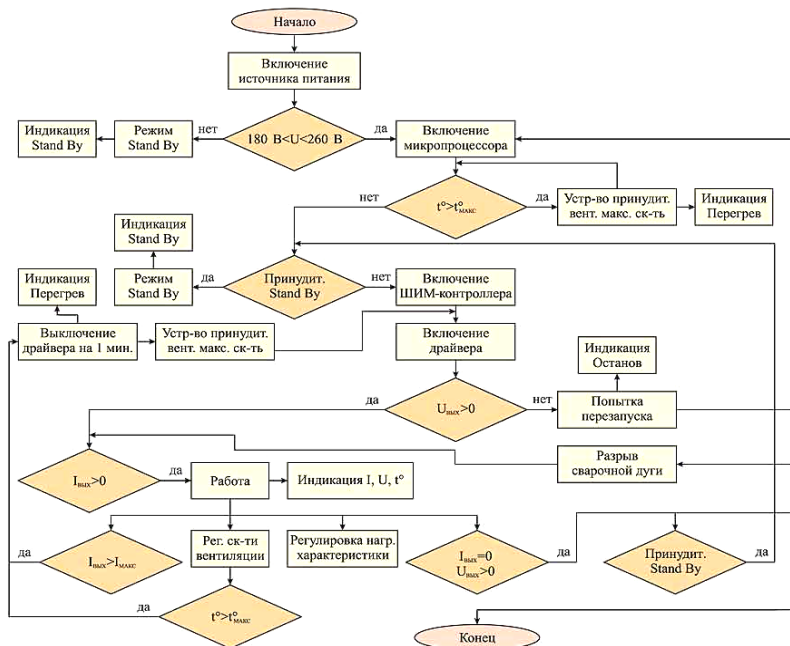 Начало
Включение
источника питания
180 В<U<260 В
нет
да
Режим
Stand By
Индикация
Stand By
Включение
микропроцессора
t°>t°МАКС
нет
да
Устр-во принудит.
вент. макс. ск-ть
Индикация
Перегрев
Индикация
Stand By
Режим
Stand By
да
Принудит.
Stand By
нет
Включение
ШИМ-контроллера
Индикация
Перегрев
Выключение
драйвера на 1 мин.
Устр-во принудит.
вент. макс. ск-ть
Включение
драйвера
Индикация
Останов
да
UВЫХ>0
нет
Попытка
перезапуска
Разрыв
сварочной дуги
IВЫХ>0
да
Работа
Индикация I, U, t°
да
IВЫХ>IМАКС
Рег. ск-ти
вентиляции
Регулировка нагр.
характеристики
IВЫХ=0
UВЫХ>0
да
Принудит.
Stand By
да
да
t°>t°МАКС
Конец